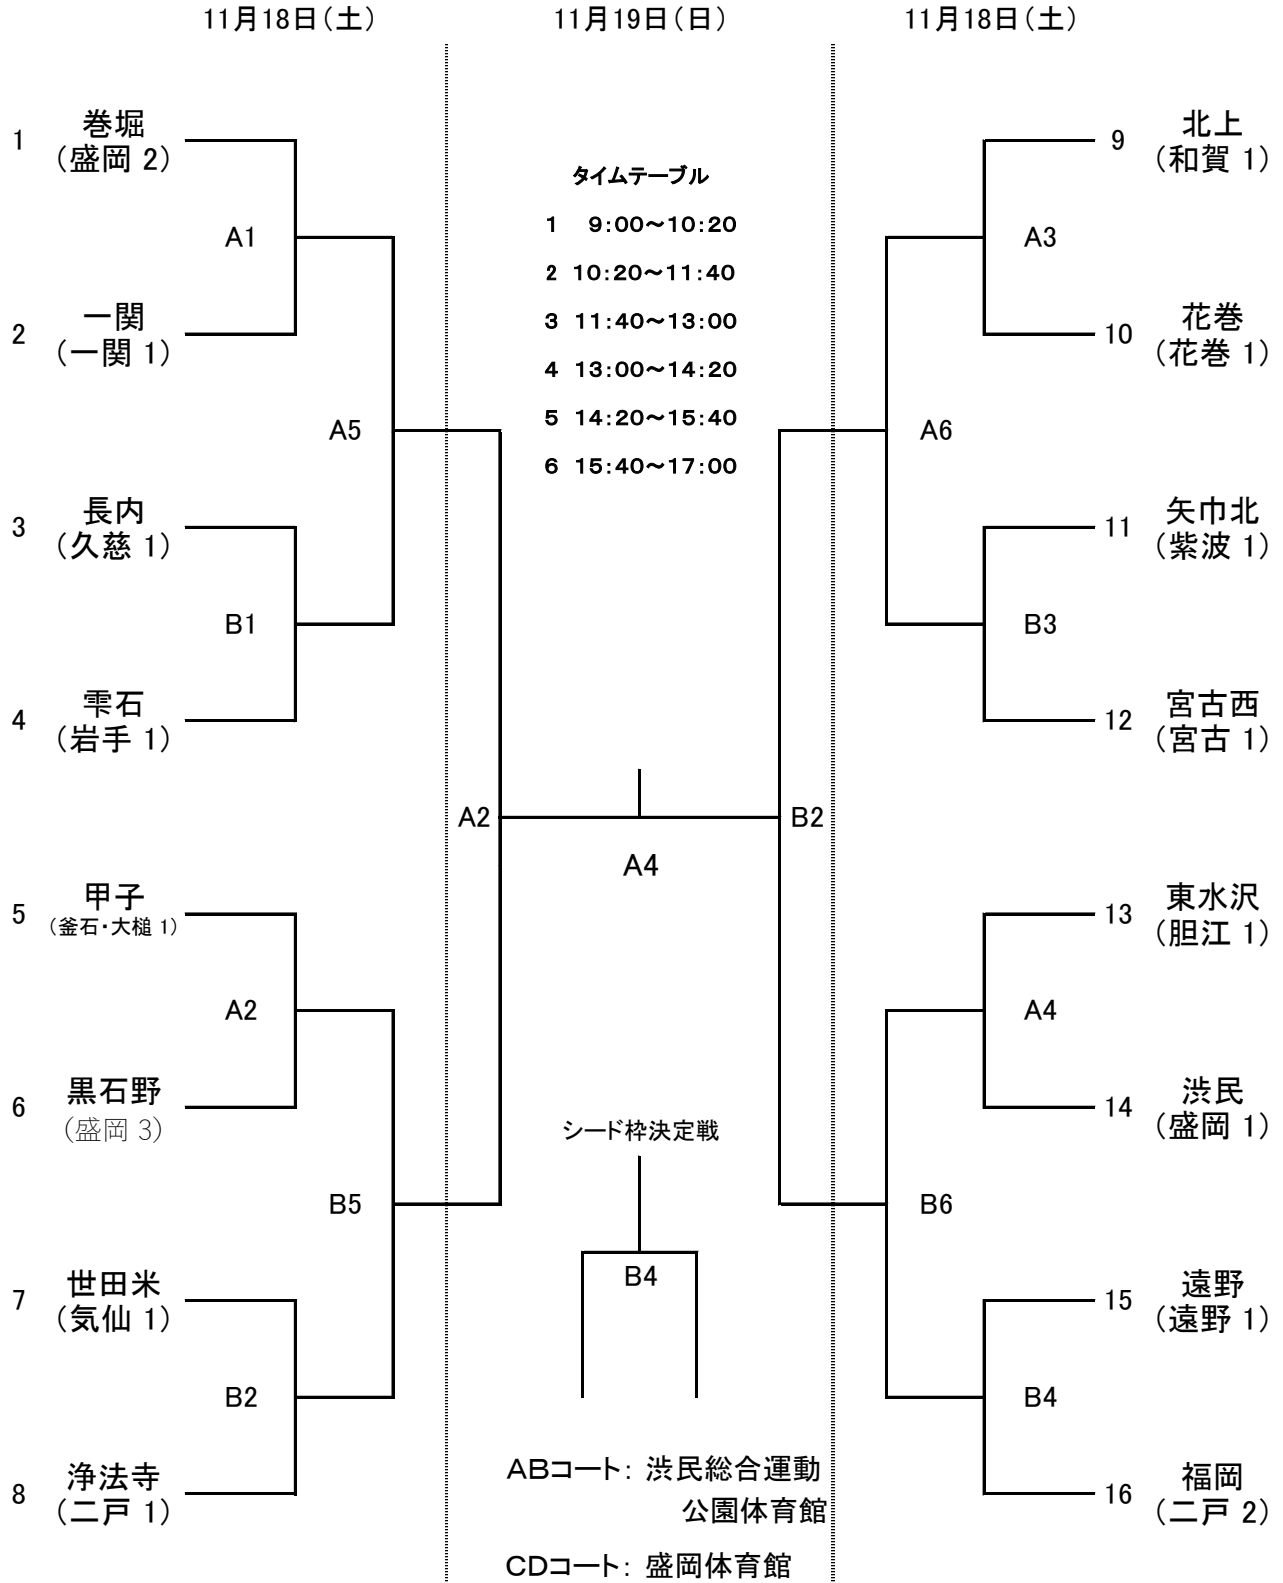 11月18日（土）
11月19日（日）
11月18日（土）
1
巻堀
（盛岡 2）
A1
2
一関
（一関 1）
A5
3
長内
（久慈 1）
B1
4
雫石
（岩手 1）
A2
5
甲子
（釜石・大槌 1）
A2
6
黒石野
（盛岡 3）
B5
7
世田米
（気仙 1）
B2
8
浄法寺
（二戸 1）
タイムテーブル
1 9:00～10:20
2 10:20～11:40
3 11:40～13:00
4 13:00～14:20
5 14:20～15:40
6 15:40～17:00
A4
シード枠決定戦
B4
ABコート： 渋民総合運動
公園体育館
CDコート： 盛岡体育館
9
北上
（和賀 1）
A3
10
花巻
（花巻 1）
A6
11
矢巾北
（紫波 1）
B3
12
宮古西
（宮古 1）
B2
13
東水沢
（胆江 1）
A4
14
渋民
（盛岡 1）
B6
15
遠野
（遠野 1）
B4
16
福岡
（二戸 2）